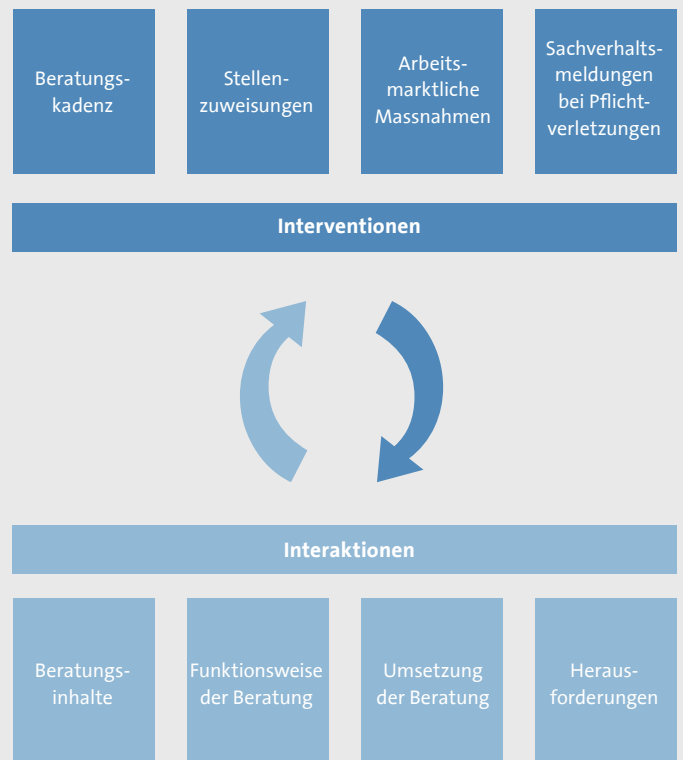 Beratungs-
kadenz
Stellen-
zuweisungen
Arbeits-
marktliche
Massnahmen
Sachverhalts-
meldungen
bei Pflicht-
verletzungen
Interventionen
Interaktionen
Beratungs-
inhalte
Funktionsweise
der Beratung
Umsetzung
der Beratung
Heraus-
forderungen